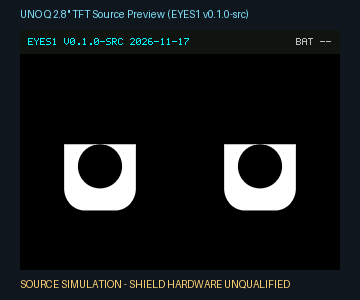 UNO Q 2.8" TFT Source Preview (EYES1 v0.1.0-src)
EYES1 V0.1.0-SRC 2026-11-17 BAT --
SOURCE SIMULATION - SHIELD HARDWARE UNQUALIFIED